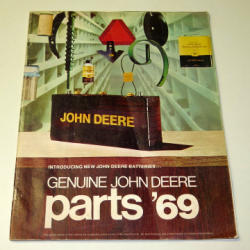 JOHN DEERE
INTRODUCING NEW JOHN DEERE BATTERIES
GENUINE JOHN DEERE
parts '69